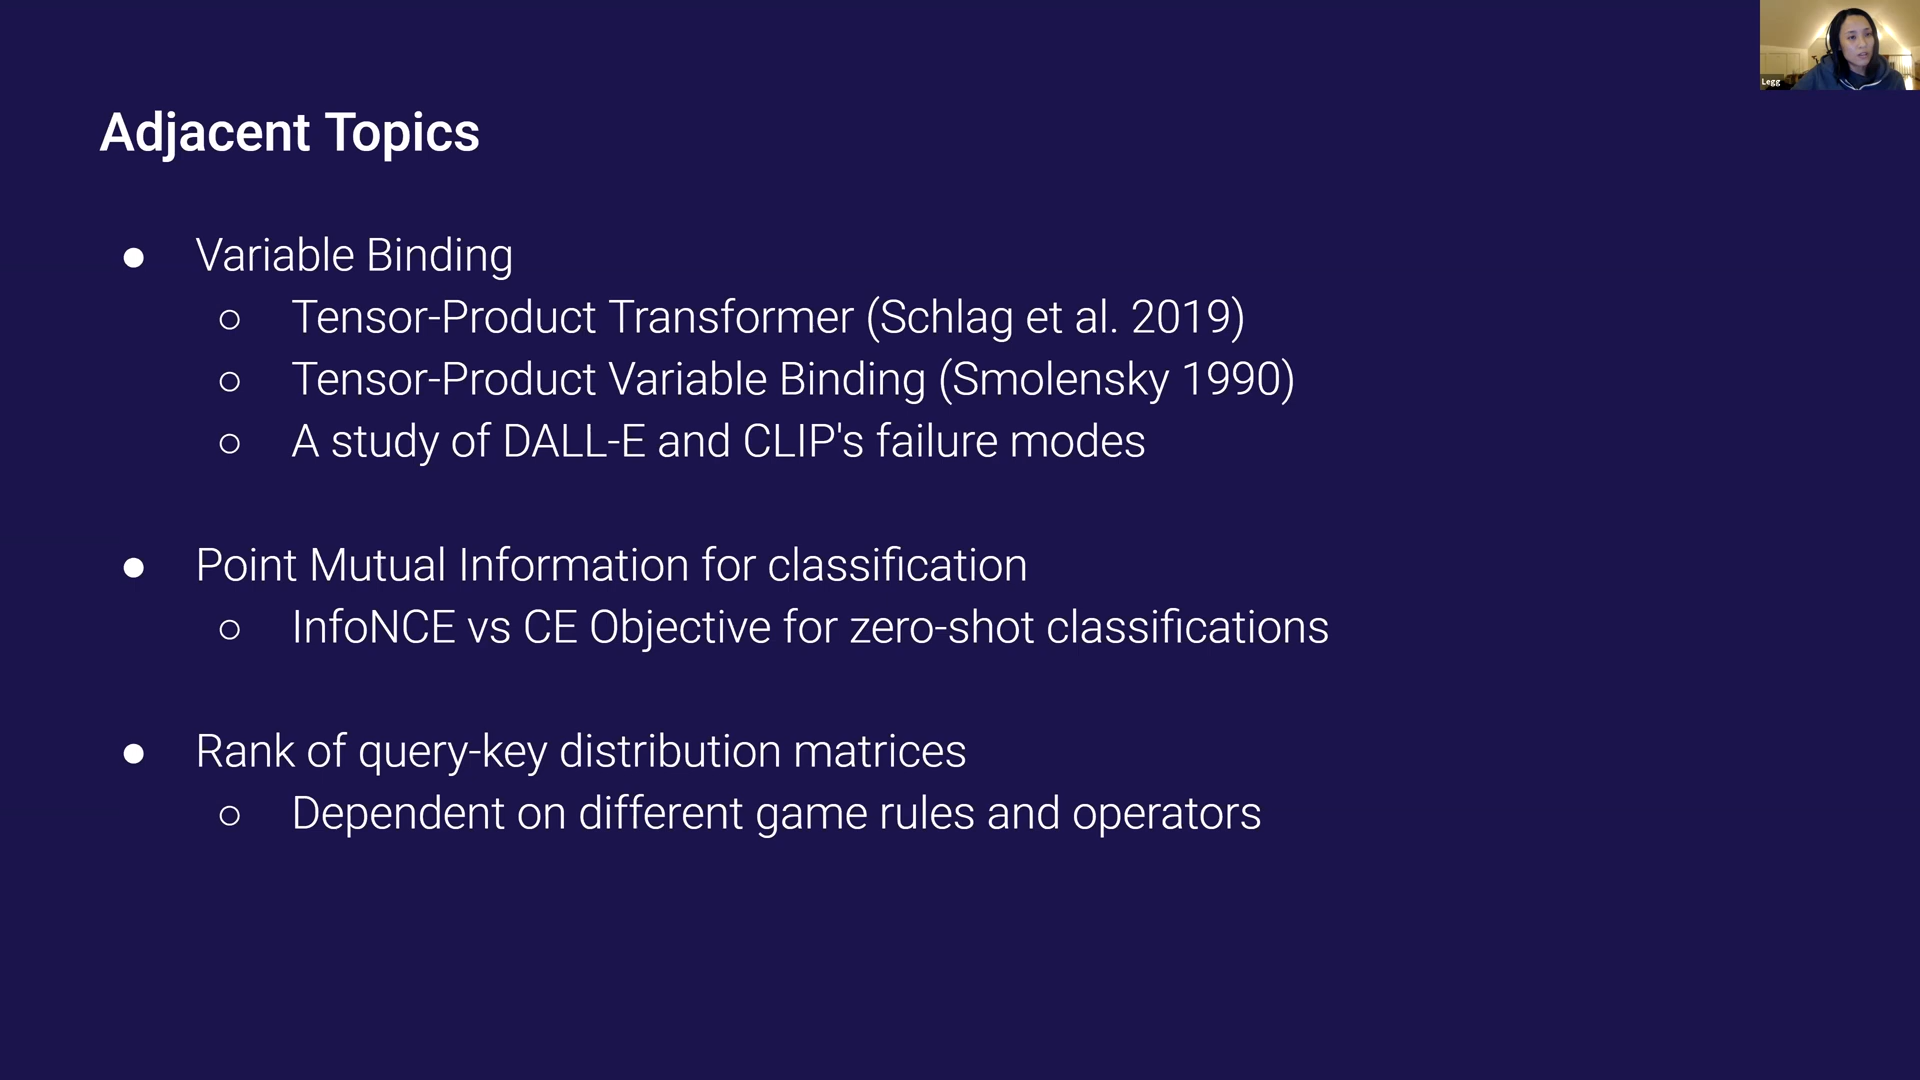 Legg
Adjacent Topics
● Variable Binding
○ Tensor-Product Transformer (Schlag et al. 2019)
○ Tensor-Product Variable Binding (Smolensky 1990)
○ A study of DALL-E and CLIP's failure modes
● Point Mutual Information for classification
○ InfoNCE vs CE Objective for zero-shot classifications
● Rank of query-key distribution matrices
○ Dependent on different game rules and operators